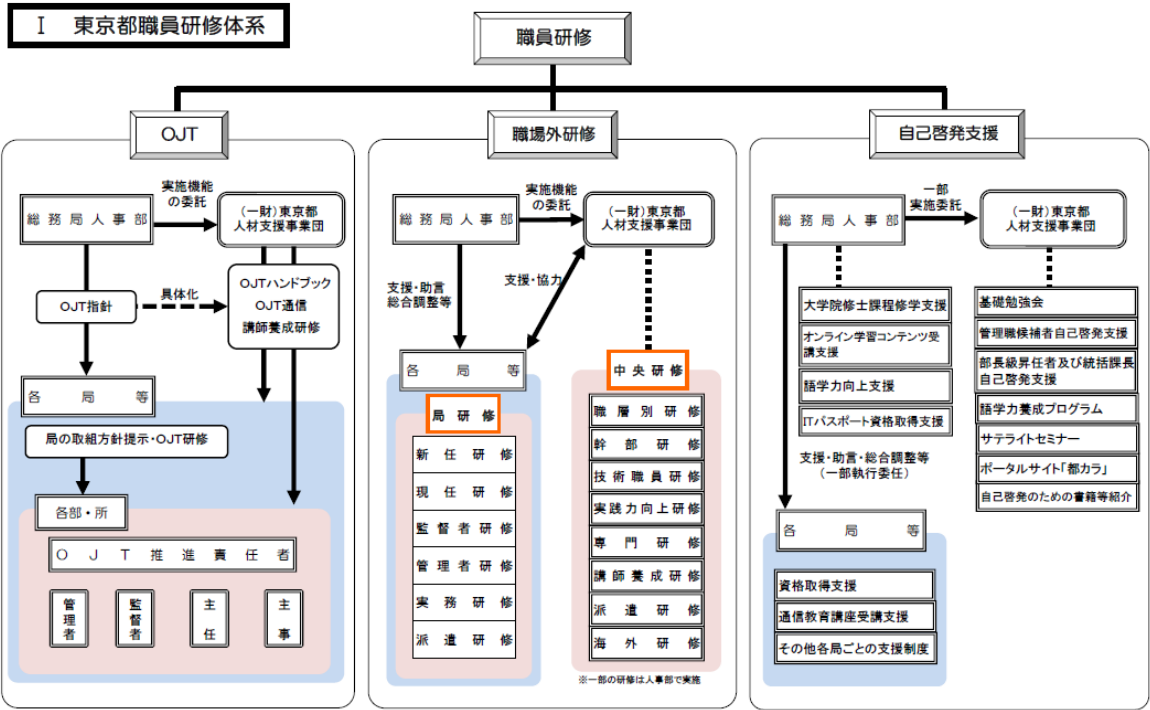 Ⅰ 東京都職員研修体系
職員研修
OJT
総務局人事部
実施機能
の委託
(一財)東京都
人材支援事業団
OJT指針
具体化
OJTハンドブック
OJT通信
講師養成研修
各局等
局の取組方針提示・OJT研修
各部・所
OJT推進責任者
管理者
監督者
主任
主事
職場外研修
総務局人事部
実施機能
の委託
(一財)東京都
人材支援事業団
支援・助言
総合調整等
支援・協力
各局等
局研修
新任研修
現任研修
監督者研修
管理者研修
実務研修
派遣研修
中央研修
職層別研修
幹部研修
技術職員研修
実践力向上研修
専門研修
講師養成研修
派遣研修
海外研修
※一部の研修は人事部で実施
自己啓発支援
総務局人事部
一部
実施委託
(一財)東京都
人材支援事業団
大学院修士課程修学支援
オンライン学習コンテンツ受
講支援
語学力向上支援
ITパスポート資格取得支援
支援・助言・総合調整等
(一部執行委任)
各局等
資格取得支援
通信教育講座受講支援
その他各局ごとの支援制度
基礎勉強会
管理職候補者自己啓発支援
部長級昇任者及び統括課長
自己啓発支援
語学力養成プログラム
サテライトセミナー
ポータルサイト「都カラ」
自己啓発のための書籍等紹介